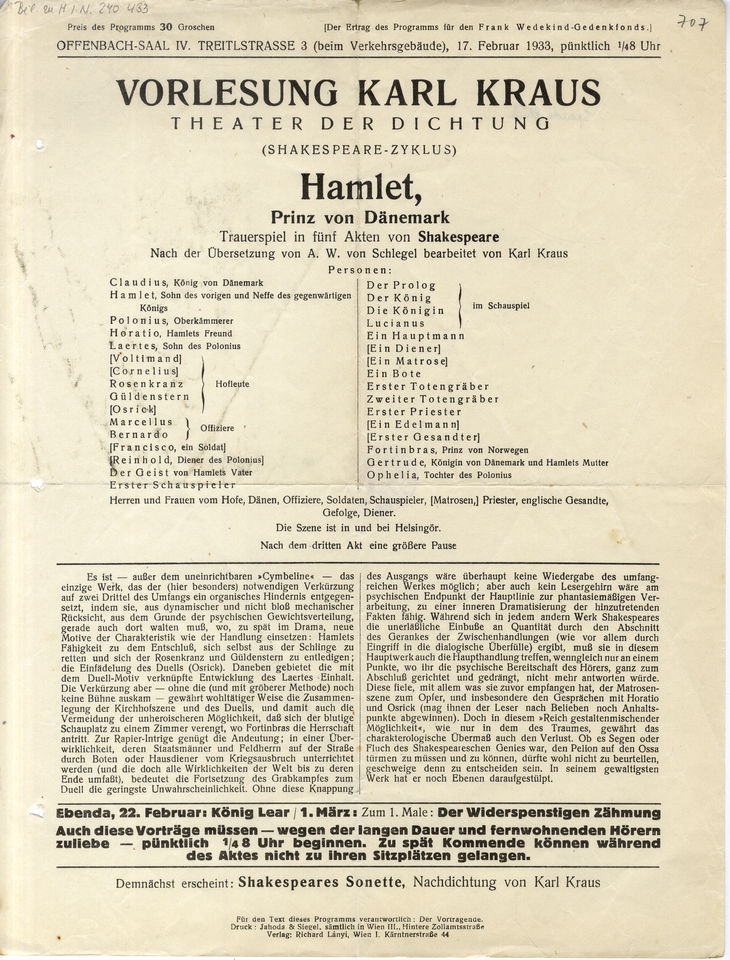 Bibl. zu H.I.N. 240 433
707
Preis des Programms 30 Groschen [Der Ertrag des Programms für den Frank Wedekind-Gedenkfonds.]
OFFENBACH-SAAL IV. TREITLSTRASSE 3 (beim Verkehrsgebäude), 17. Februar 1933, pünktlich 1/48 Uhr
VORLESUNG KARL KRAUS
THEATER DER DICHTUNG
(SHAKESPEARE-ZYKLUS)
Hamlet,
Prinz von Dänemark
Trauerspiel in fünf Akten von Shakespeare
Nach der Übersetzung von A. W. von Schlegel bearbeitet von Karl Kraus
Personen:
Claudius, König von Dänemark
Hamlet, Sohn des vorigen und Neffe des gegenwärtigen
Königs
Polonius, Oberkämmerer
Horatio, Hamlets Freund
Laertes, Sohn des Polonius
[Voltimand]
[Cornelius]
Rosenkranz
Güldenstern
[Osrick]
Hofleute
Marcellus
Bernardo
Offiziere
[Francisco, ein Soldat]
[Reinhold, Diener des Polonius]
Der Geist von Hamlets Vater
Erster Schauspieler
Der Prolog
Der König
Die Königin
Lucianus
im Schauspiel
Ein Hauptmann
[Ein Diener]
[Ein Matrose]
Ein Bote
Erster Totengräber
Zweiter Totengräber
Erster Priester
[Ein Edelmann]
[Erster Gesandter]
Fortinbras, Prinz von Norwegen
Gertrude, Königin von Dänemark und Hamlets Mutter
Ophelia, Tochter des Polonius
Herren und Frauen vom Hofe, Dänen, Offiziere, Soldaten, Schauspieler, [Matrosen,] Priester, englische Gesandte,
Gefolge, Diener.
Die Szene ist in und bei Helsingör.
Nach dem dritten Akt eine größere Pause
Es ist — außer dem uneinrichtbaren »Cymbeline« — das
einzige Werk, das der (hier besonders) notwendigen Verkürzung
auf zwei Drittel des Umfangs ein organisches Hindernis entgegen-
setzt, indem sie, aus dynamischer und nicht bloß mechanischer
Rücksicht, aus dem Grunde der psychischen Gewichtsverteilung,
gerade auch dort walten muß, wo, zu spät im Drama, neue
Motive der Charakteristik wie der Handlung einsetzen: Hamlets
Fähigkeit zu dem Entschluß, sich selbst aus der Schlinge zu
retten und sich der Rosenkranz und Güldenstern zu entledigen;
die Einfädelung des Duells (Osrick). Daneben gebietet die mit
dem Duell-Motiv verknüpfte Entwicklung des Laertes Einhalt.
Die Verkürzung aber — ohne die (und mit gröberer Methode) noch
keine Bühne auskam — gewährt wohltätiger Weise die Zusammen-
legung der Kirchhofszene und des Duells, und damit auch die
Vermeidung der unheroischeren Möglichkeit, daß sich der blutige
Schauplatz zu einem Zimmer verengt, wo Fortinbras die Herrschaft
antritt. Zur Rapier-Intrige genügt die Andeutung; in einer Über-
wirklichkeit, deren Staatsmänner und Feldherrn auf der Straße
durch Boten oder Hausdiener vom Kriegsausbruch unterrichtet
werden (und die doch alle Wirklichkeiten der Welt bis zu deren
Ende umfaßt), bedeutet die Fortsetzung des Grabkampfes zum
Duell die geringste Unwahrscheinlichkeit. Ohne diese Knappung
des Ausgangs wäre überhaupt keine Wiedergabe des umfang-
reichen Werkes möglich; aber auch kein Lesergehirn wäre am
psychischen Endpunkt der Hauptlinie zur phantasiemäßigen Ver-
arbeitung, zu einer inneren Dramatisierung der hinzutretenden
Fakten fähig. Während sich in jedem andern Werk Shakespeares
die unerläßliche Einbuße an Quantität durch den Abschnitt
des Gerankes der Zwischenhandlungen (wie vor allem durch
Eingriff in die dialogische Überfülle) ergibt, muß sie in diesem
Hauptwerk auch die Haupthandlung treffen, wenngleich nur an einem
Punkte, wo ihr die psychische Bereitschaft des Hörers, ganz zum
Abschluß gerichtet und gedrängt, nicht mehr antworten würde.
Diese fiele, mit allem was sie zuvor empfangen hat, der Matrosen-
szene zum Opfer, und insbesondere den Gesprächen mit Horatio
und Osrick (mag ihnen der Leser nach Belieben noch Anhalts-
punkte abgewinnen). Doch in diesem »Reich gestaltenmischender
Möglichkeit«, wie nur in dem des Traumes, gewährt das
charakterologische Übermaß auch den Verlust. Ob es Segen oder
Fluch des Shakespeareschen Genies war, den Pelion auf den Ossa
türmen zu müssen und zu können, dürfte wohl nicht zu beurteilen,
geschweige denn zu entscheiden sein. In seinem gewaltigsten
Werk hat er noch Ebenen daraufgestülpt.
Ebenda, 22. Februar: König Lear / 1. März: Zum 1. Male: Der Widerspenstigen Zähmung
Auch diese Vorträge müssen — wegen der langen Dauer und fernwohnenden Hörern
zuliebe — pünktlich 1/48 Uhr beginnen. Zu spät Kommende können während
des Aktes nicht zu ihren Sitzplätzen gelangen.
Demnächst erscheint: Shakespeares Sonette, Nachdichtung von Karl Kraus
Für den Text dieses Programms verantwortlich: Der Vortragende.
Druck: Jahoda & Siegel, sämtlich in Wien III., Hintere Zollamtsstraße
Verlag: Richard Lányi, Wien I. Kärntnerstraße 44